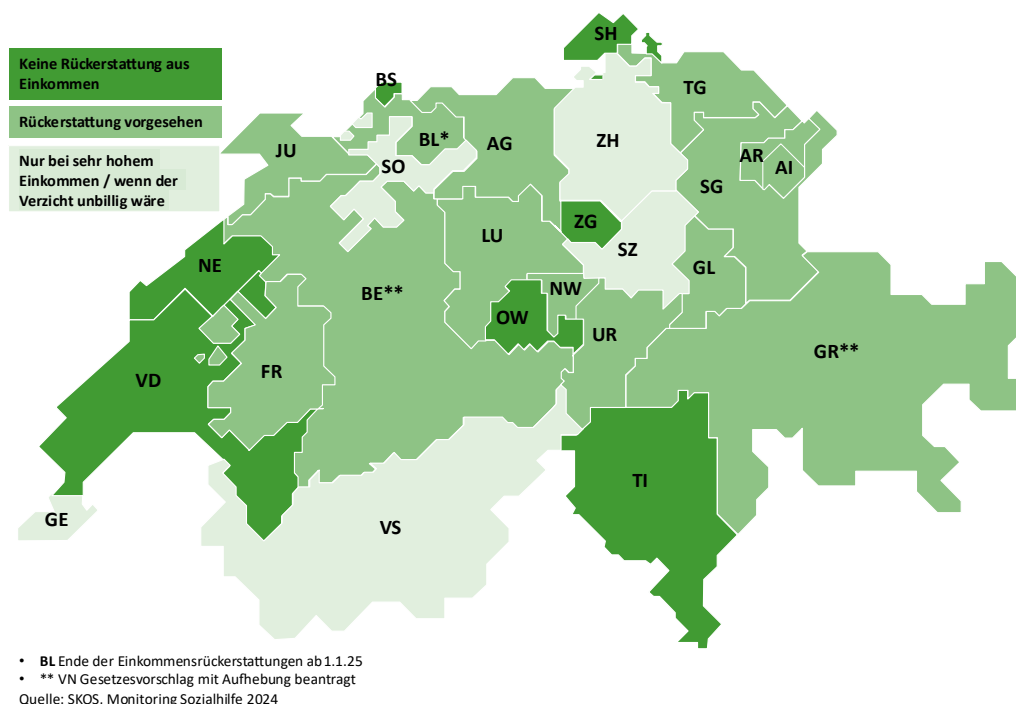 Keine Rückerstattung aus
Einkommen
Rückerstattung vorgesehen
Nur bei sehr hohem
Einkommen / wenn der
Verzicht unbillig wäre
SH
BS
TG
BL*
AG
ZH
JU
SO
AR
AI
SG
ZG
LU
SZ
NE
GL
BE**
NW
OW
UR
GR**
VD
FR
TI
GE
VS
• BL Ende der Einkommensrückerstattungen ab 1.1.25
• ** VN Gesetzesvorschlag mit Aufhebung beantragt
Quelle: SKOS, Monitoring Sozialhilfe 2024